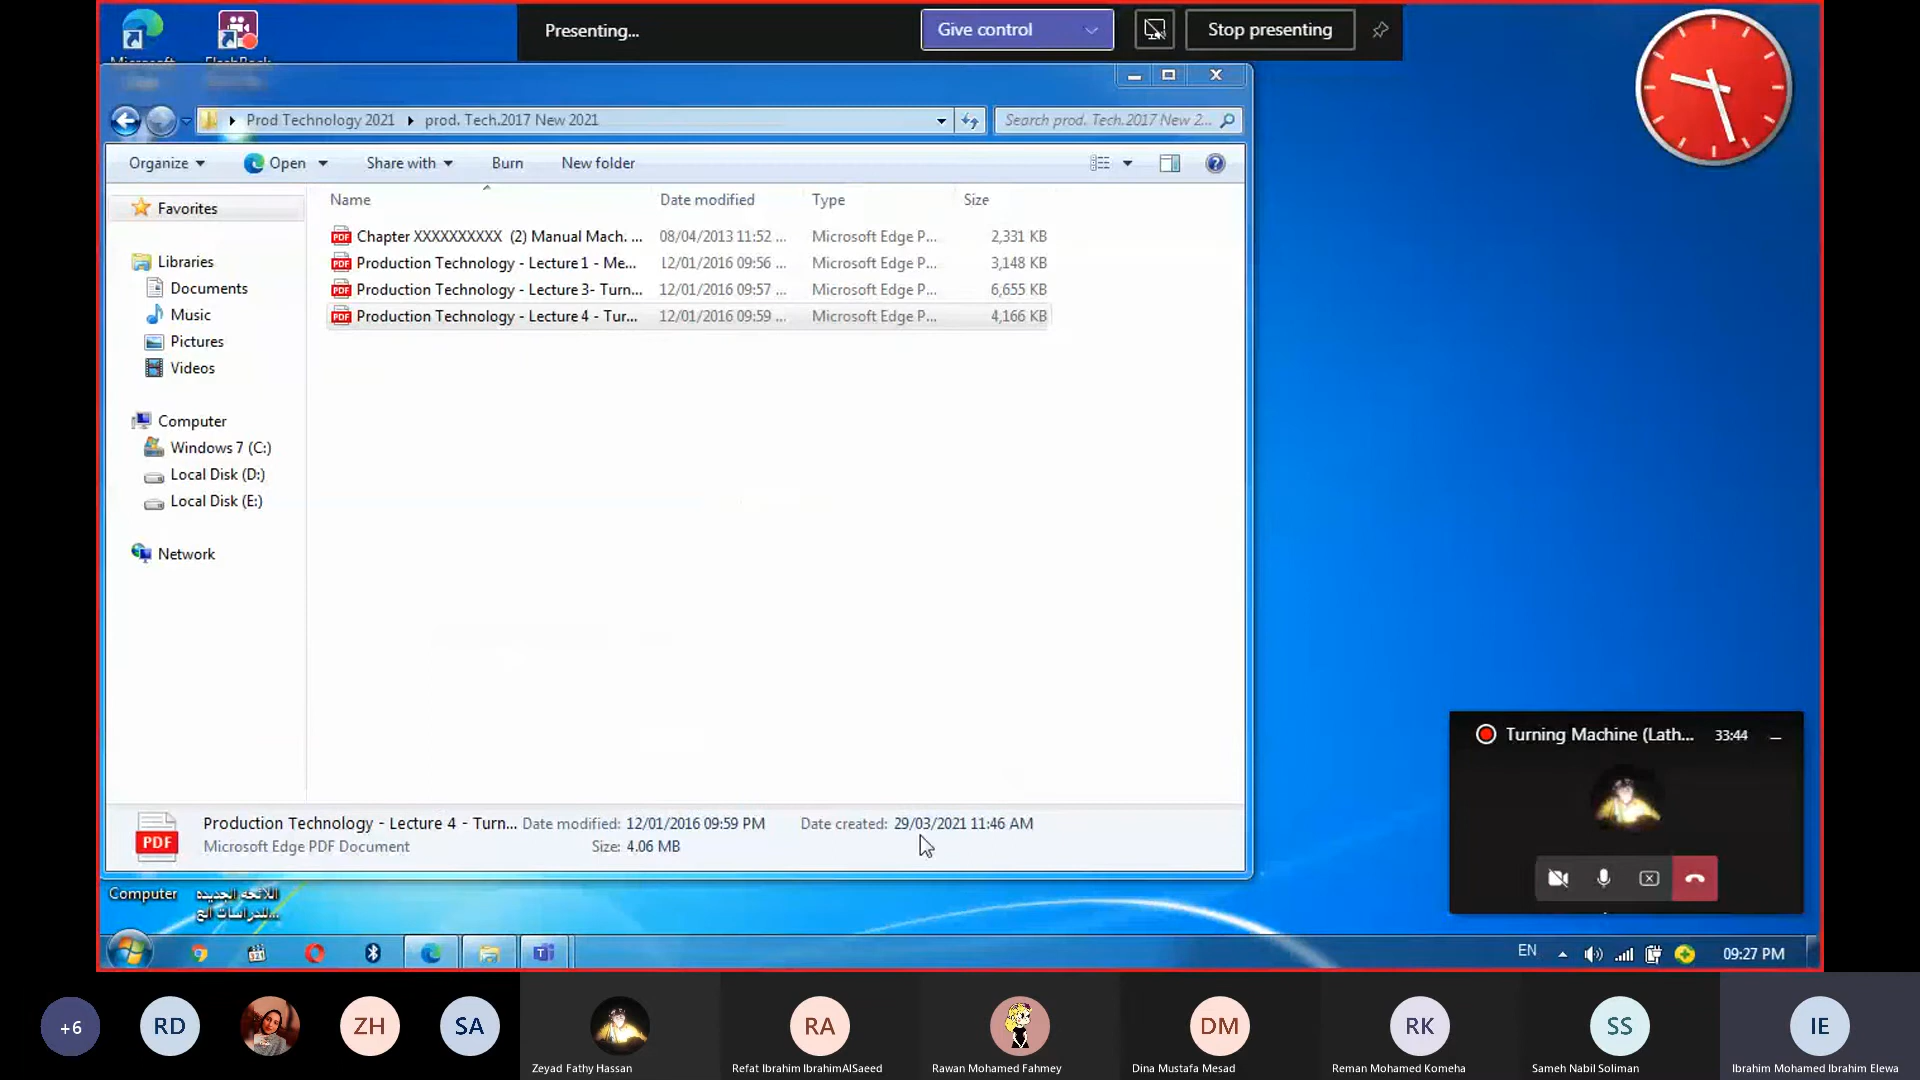 Presenting...
Give control
Stop presenting
Prod Technology 2021
prod. Tech.2017 New 2021
Search prod. Tech.2017 New 2...
Organize
Open
Share with
Burn
New folder
Favorites
Libraries
Documents
Music
Pictures
Videos
Computer
Windows 7 (C:)
Local Disk (D:)
Local Disk (E:)
Network
Name Date modified Type Size
PDF Chapter XXXXXXXXXX (2) Manual Mach. ... 08/04/2013 11:52 ... Microsoft Edge P... 2,331 KB
PDF Production Technology - Lecture 1 - Me... 12/01/2016 09:56 ... Microsoft Edge P... 3,148 KB
PDF Production Technology - Lecture 3- Turn... 12/01/2016 09:57 ... Microsoft Edge P... 6,655 KB
PDF Production Technology - Lecture 4 - Tur... 12/01/2016 09:59 ... Microsoft Edge P... 4,166 KB
Turning Machine (Lath... 33:44
PDF
Production Technology - Lecture 4 - Turn... Date modified: 12/01/2016 09:59 PM Date created: 29/03/2021 11:46 AM
Microsoft Edge PDF Document Size: 4.06 MB
Computer
اللائحه الجديده
للدراسات الع...
EN
09:27 PM
+6
RD
ZH
SA
RA
DM
RK
SS
IE
Zeyad Fathy Hassan
Refat Ibrahim IbrahimAlSaeed
Rawan Mohamed Fahmey
Dina Mustafa Mesad
Reman Mohamed Komeha
Sameh Nabil Soliman
Ibrahim Mohamed Ibrahim Elewa